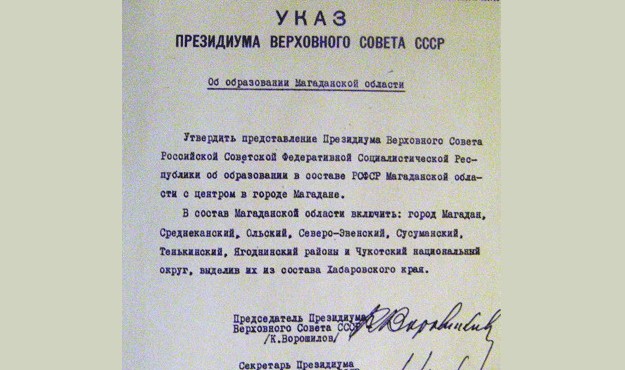 УКАЗ
ПРЕЗИДИУМА ВЕРХОВНОГО СОВЕТА СССР
Об образовании Магаданской области
Утвердить представление Президиума Верховного Совета
Российской Советской Федеративной Социалистической Рес-
публики об образовании в составе РСФСР Магаданской обла-
сти с центром в городе Магадане.
В состав Магаданской области включить: город Магадан,
Среднеканский, Ольский, Северо-Эвенский, Сусуманский,
Тенькинский, Ягоднинский районы и Чукотский национальный
округ, выделив их из состава Хабаровского края.
Председатель Президиума
Верховного Совета СССР
/К.Ворошилов/
КВорошилов
Секретарь Президиума